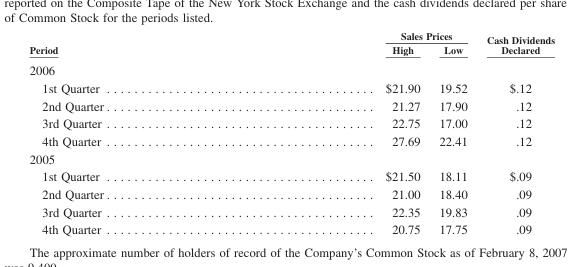 reported on the Composite Tape of the New York Stock Exchange and the cash dividends declared per share
of Common Stock for the periods listed.
Sales Prices Cash Dividends
Period High Low Declared
2006
1st Quarter . . . . . . . . . . . . . . . . . . . . . . . . . . . . . . . . . . . . . . . $21.90 19.52 $.12
2nd Quarter . . . . . . . . . . . . . . . . . . . . . . . . . . . . . . . . . . . . . . . 21.27 17.90 .12
3rd Quarter . . . . . . . . . . . . . . . . . . . . . . . . . . . . . . . . . . . . . . . 22.75 17.00 .12
4th Quarter . . . . . . . . . . . . . . . . . . . . . . . . . . . . . . . . . . . . . . . 27.69 22.41 .12
2005
1st Quarter . . . . . . . . . . . . . . . . . . . . . . . . . . . . . . . . . . . . . . . $21.50 18.11 $.09
2nd Quarter . . . . . . . . . . . . . . . . . . . . . . . . . . . . . . . . . . . . . . . 21.00 18.40 .09
3rd Quarter . . . . . . . . . . . . . . . . . . . . . . . . . . . . . . . . . . . . . . . 22.35 19.83 .09
4th Quarter . . . . . . . . . . . . . . . . . . . . . . . . . . . . . . . . . . . . . . . 20.75 17.75 .09
The approximate number of holders of record of the Company's Common Stock as of February 8, 2007